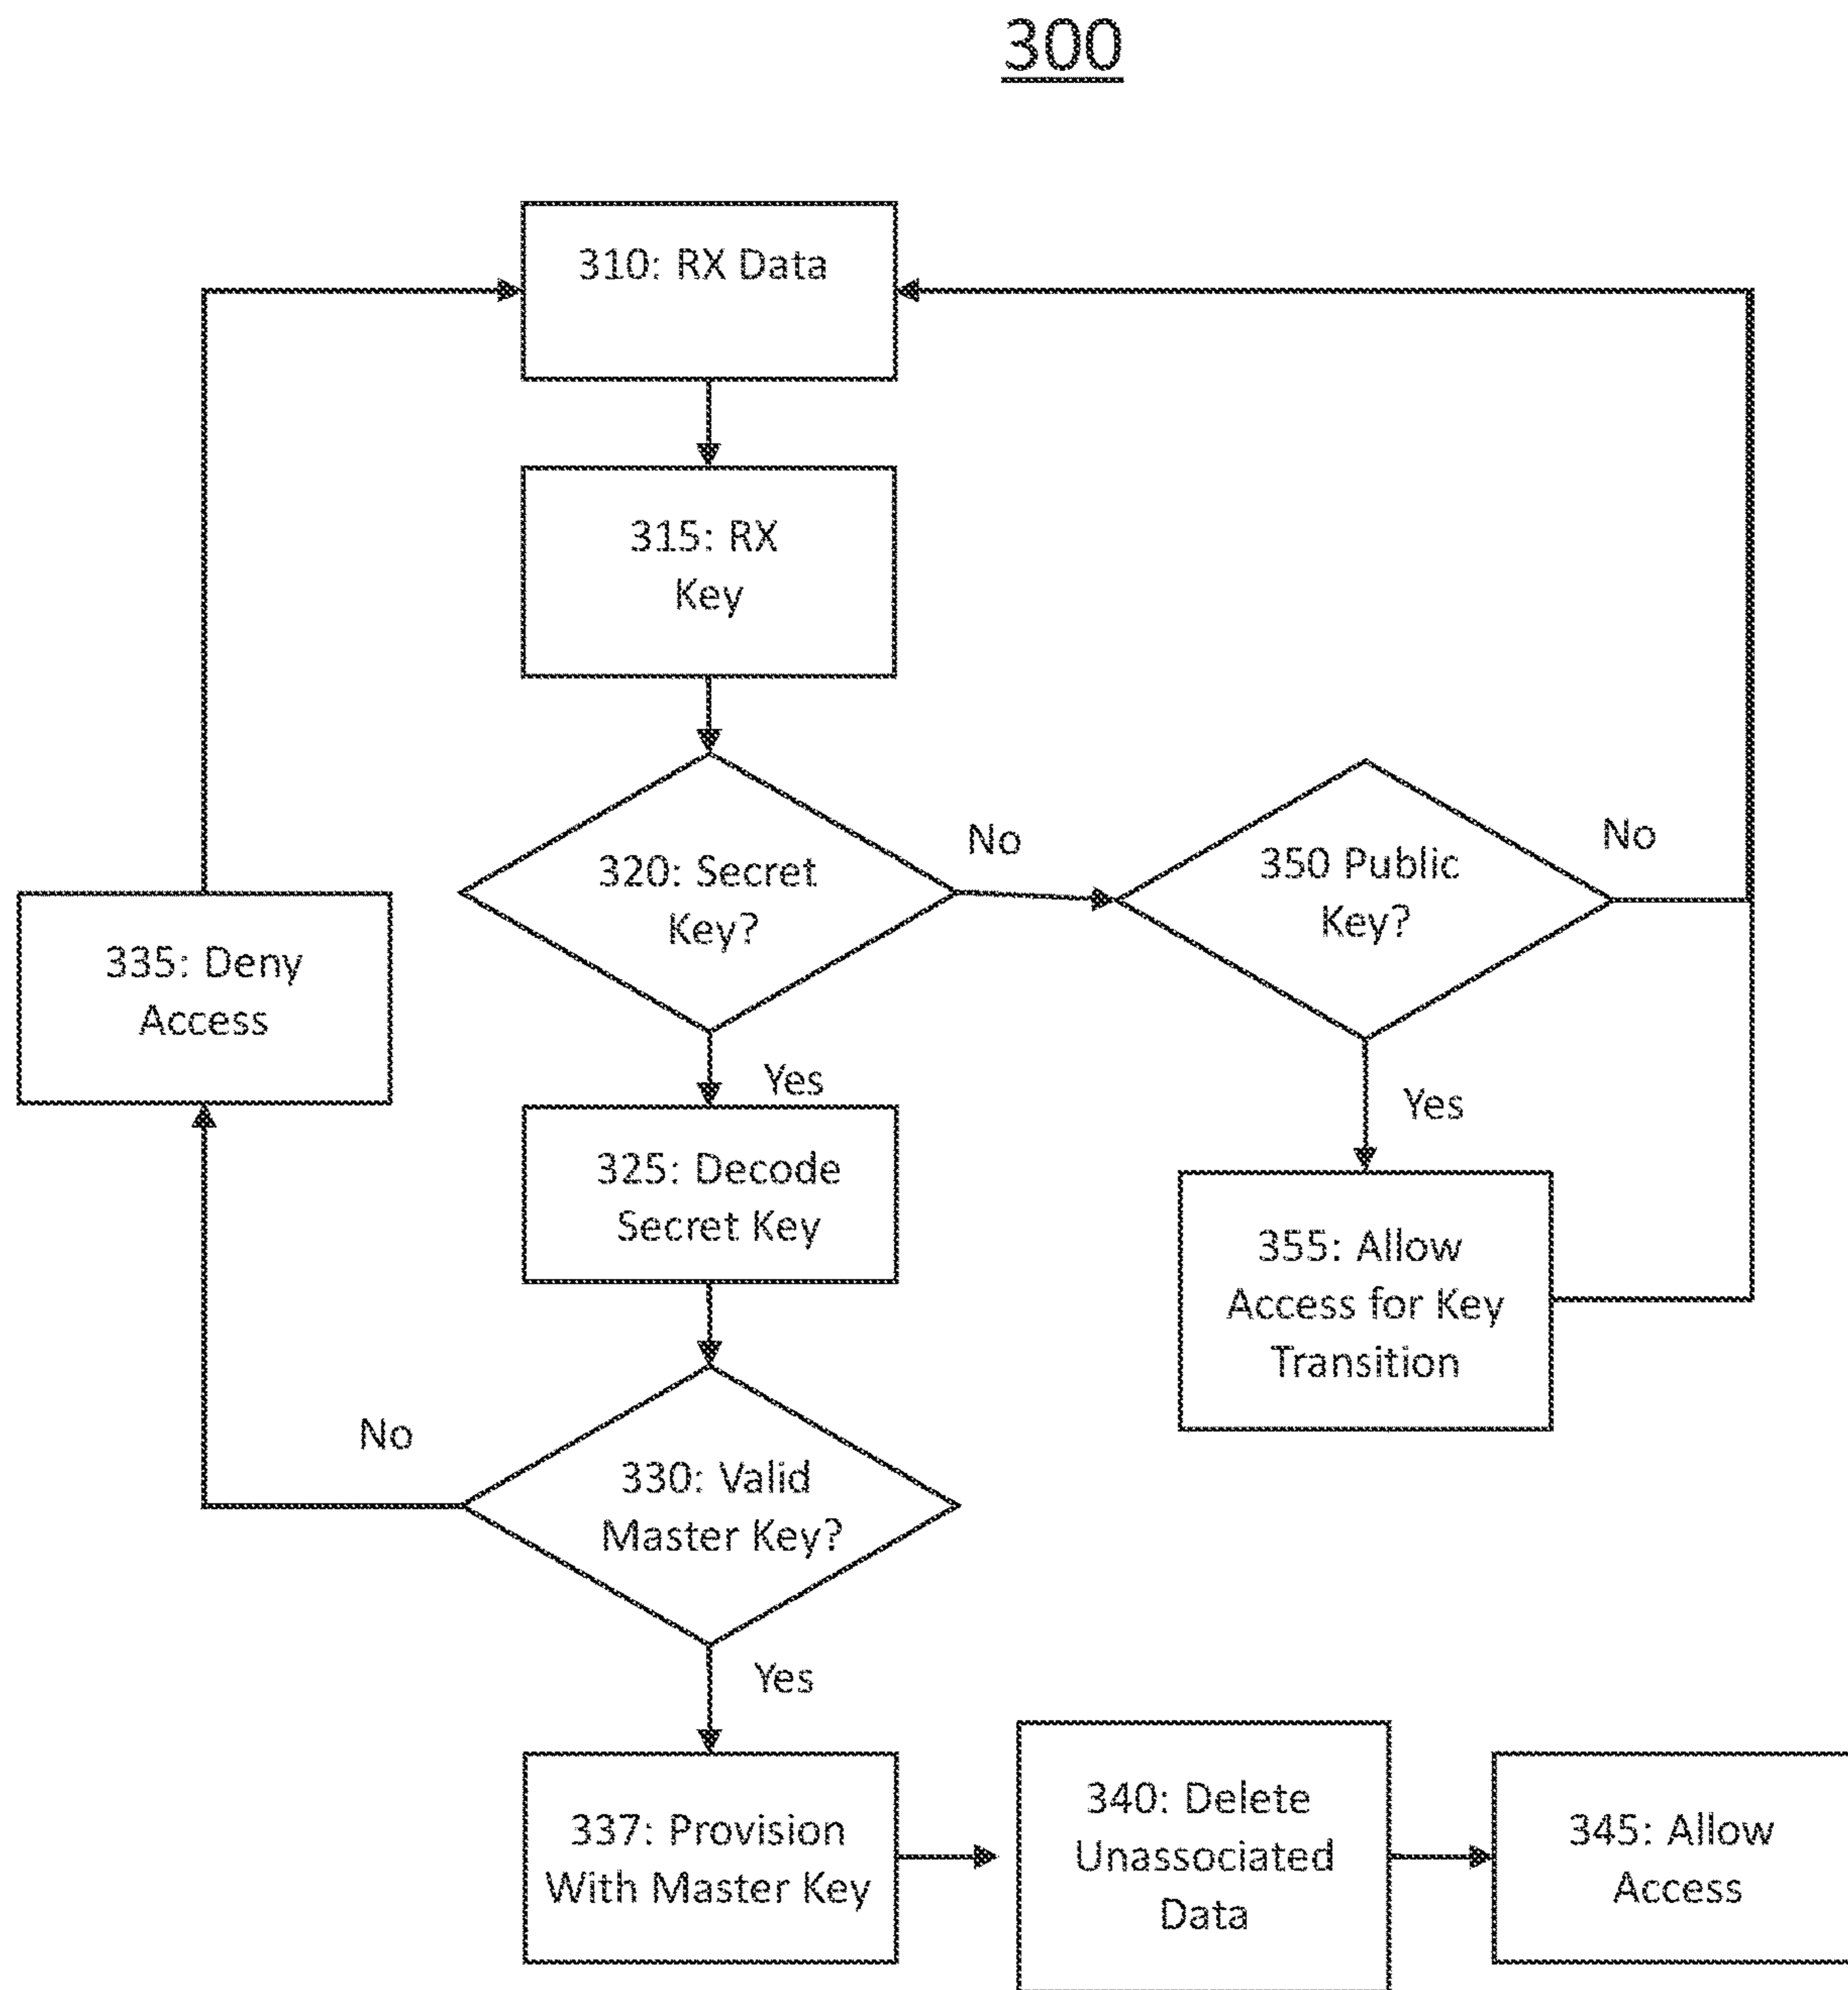 300
310: RX Data
315: RX
Key
320: Secret
Key?
No
350 Public
Key?
No
335: Deny
Access
Yes
325: Decode
Secret Key
Yes
355: Allow
Access for Key
Transition
No
330: Valid
Master Key?
Yes
337: Provision
With Master Key
340: Delete
Unassociated
Data
345: Allow
Access